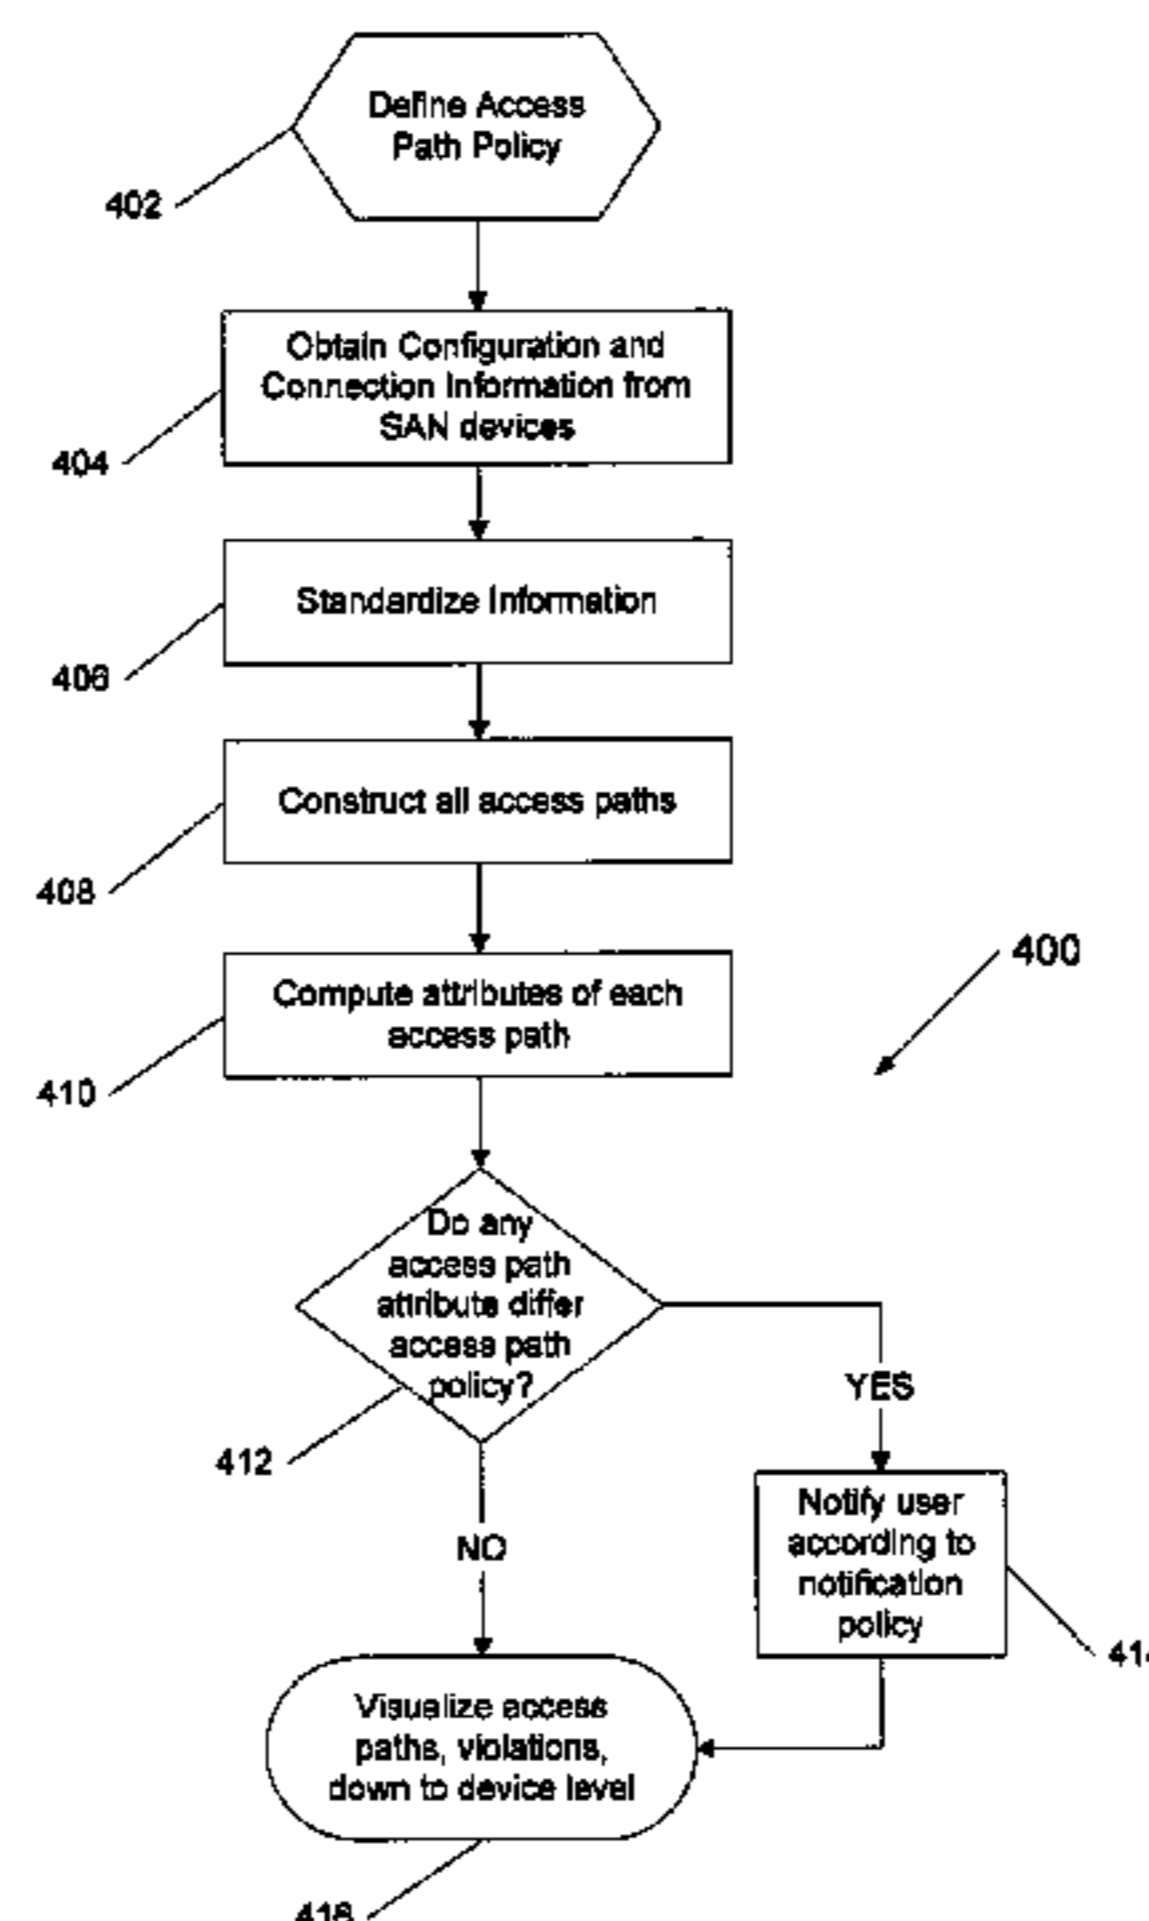 Define Access
Path Policy
402
Obtain Configuration and
Connection Information from
SAN devices
404
Standardize Information
406
Construct all access paths
408
400
Compute attributes of each
access path
410
Do any
access path
attribute differ
access path
policy?
YES
412
NO
Notify user
according to
notification
policy
Visualize access
paths, violations,
down to device level